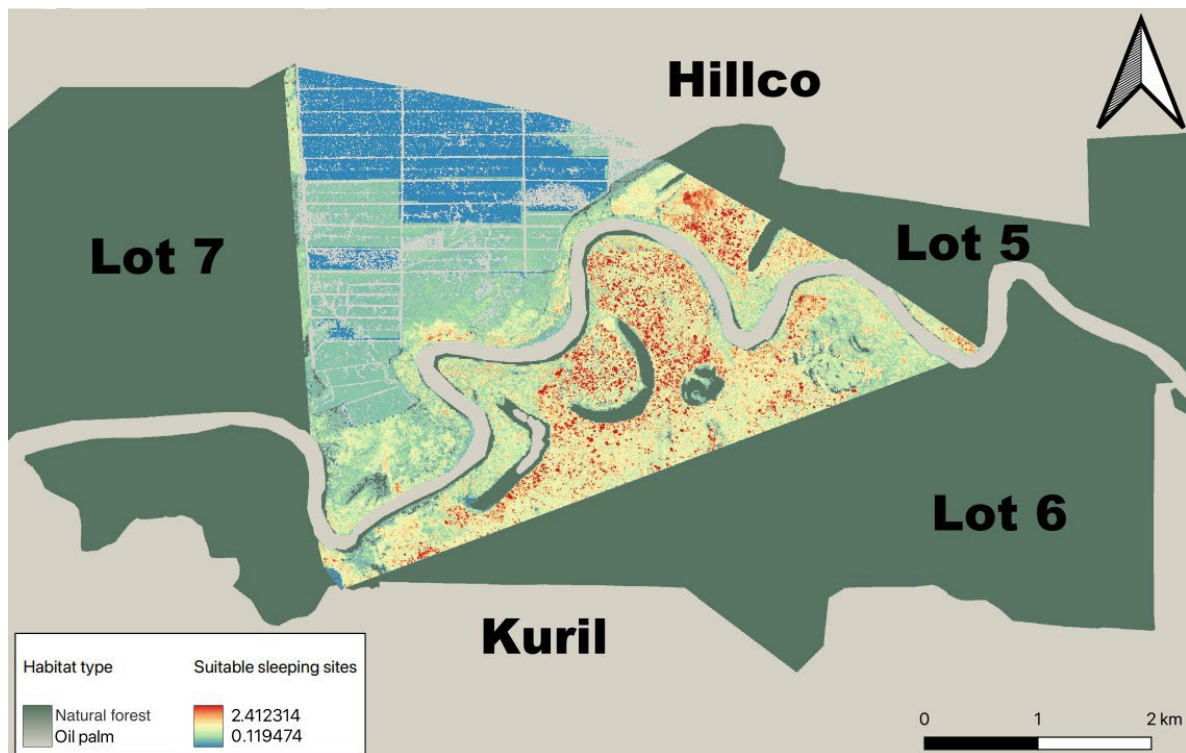 Hillco
Lot 7
Lot 5
Lot 6
Kuril
Habitat type
Suitable sleeping sites
Natural forest
Oil palm
2.412314
0.119474
0 1 2 km